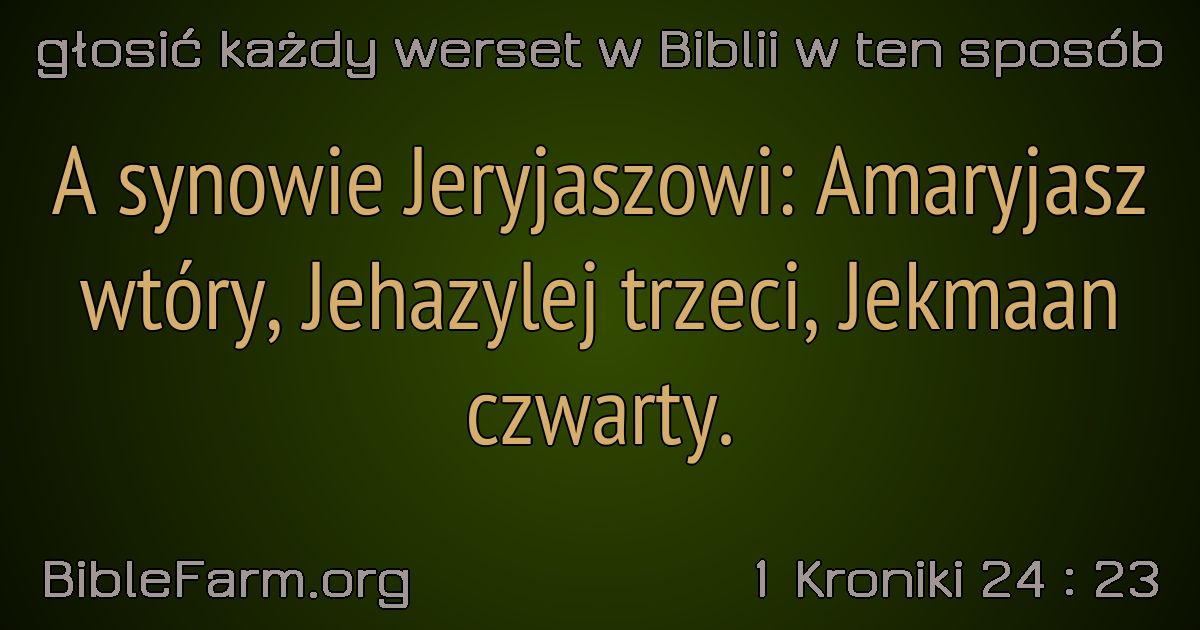 głosić każdy werset w Biblii w ten sposób
A synowie Jeryjaszowi: Amaryjasz
wtóry, Jehazylej trzeci, Jekmaan
czwarty.
BibleFarm.org
1 Kroniki 24 : 23